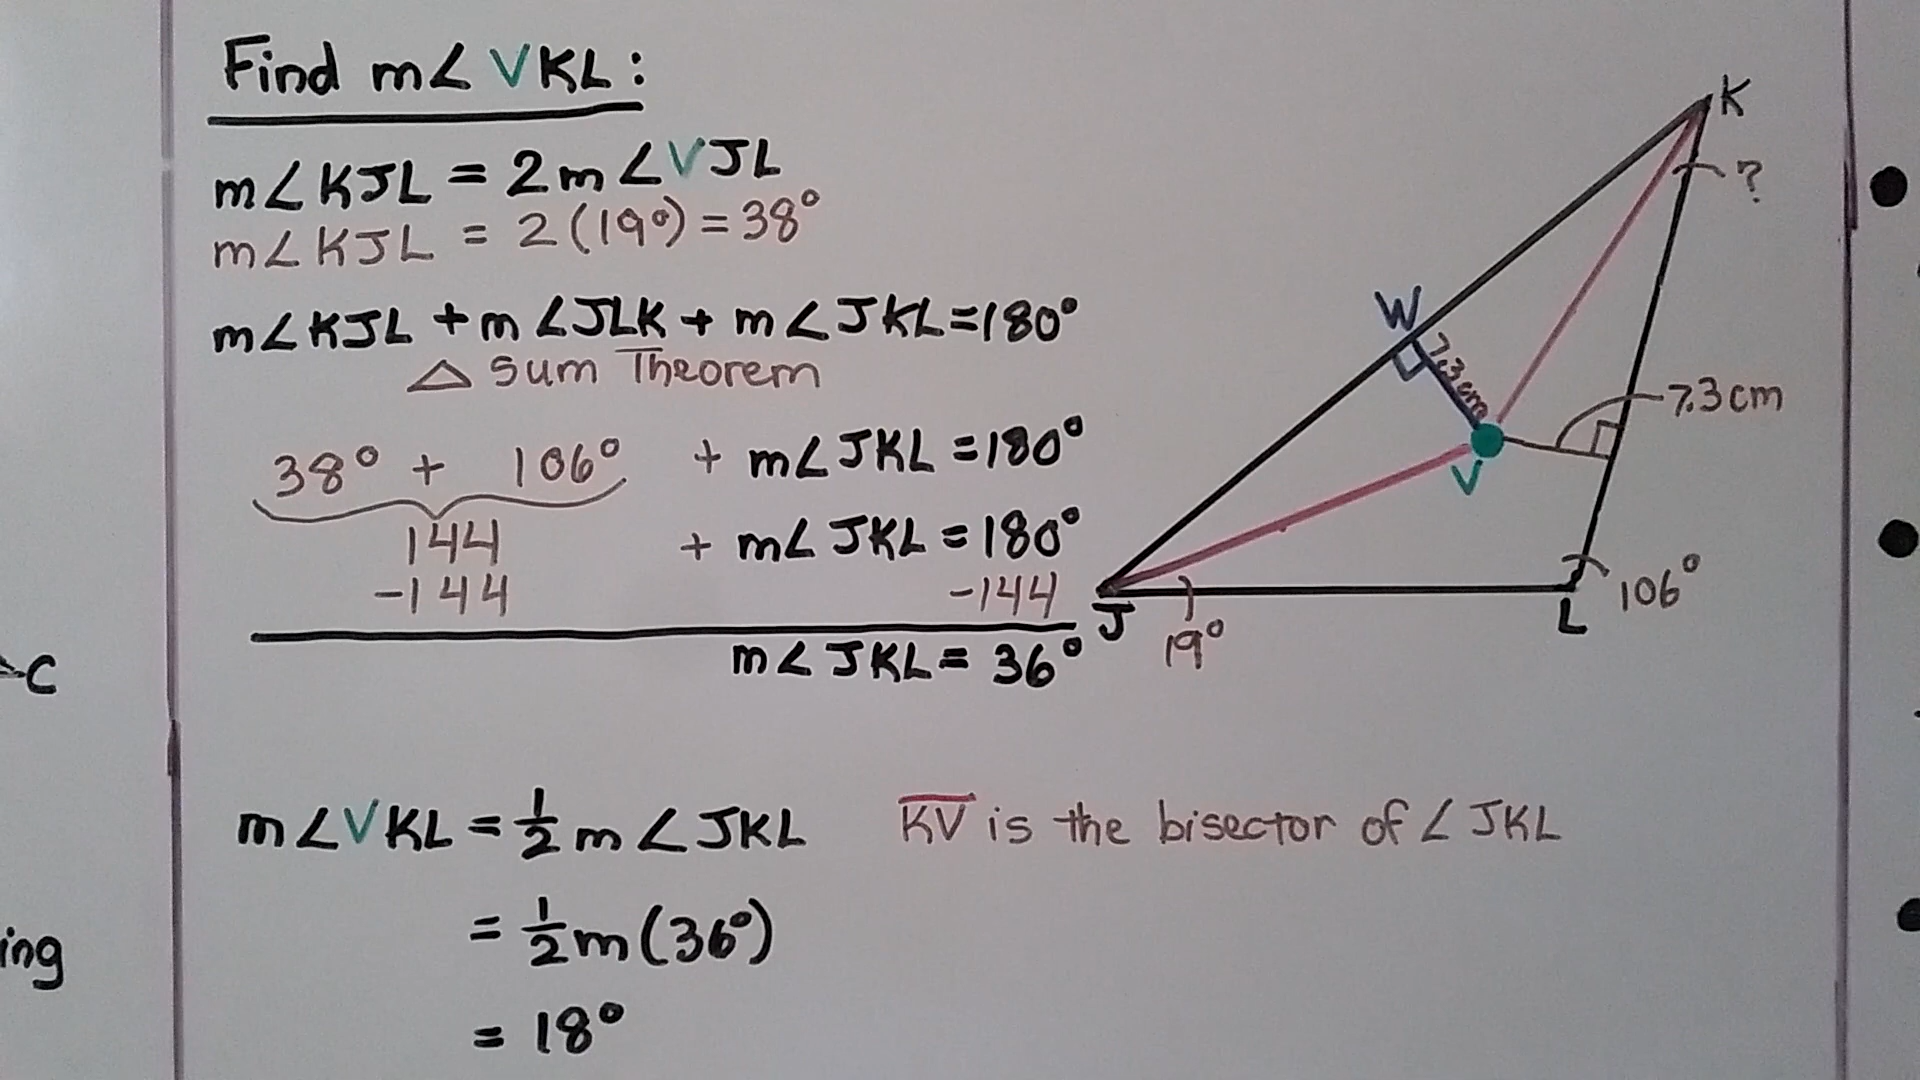 Find m∠VKL:
m∠KJL = 2m∠VJL
m∠KJL = 2(19°) = 38°
m∠KJL + m∠JLK + m∠JKL = 180°
△ Sum Theorem
38° + 106° + m∠JKL = 180°
144 + m∠JKL = 180°
-144 -144
m∠JKL = 36°
m∠VKL = ½m∠JKL KV is the bisector of ∠JKL
= ½m(36°)
= 18°
K
?
W
7.3cm
7.3cm
V
J
19°
L
106°
C
ing